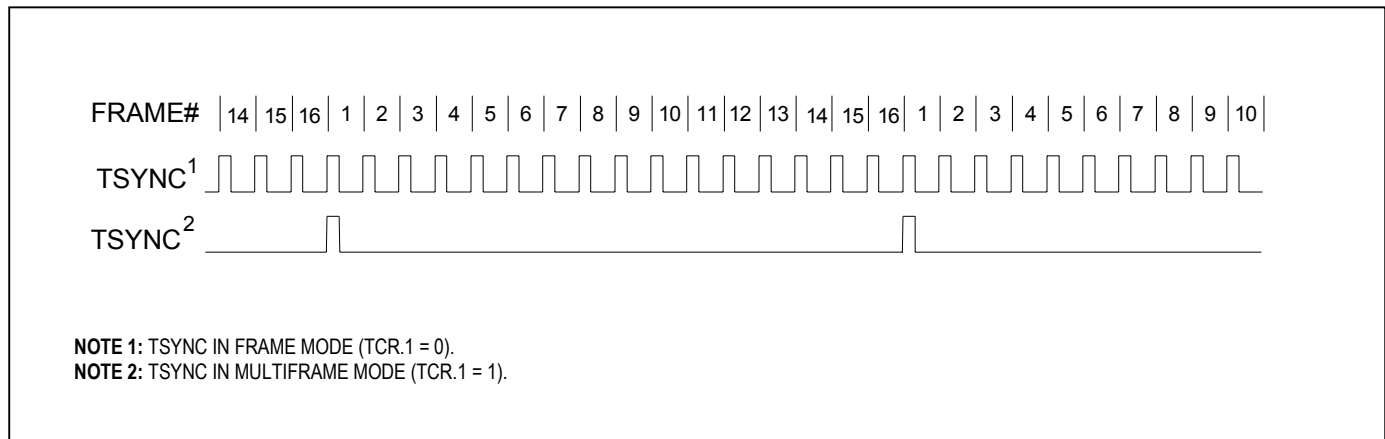 FRAME# 14 15 16 1 2 3 4 5 6 7 8 9 10 11 12 13 14 15 16 1 2 3 4 5 6 7 8 9 10
TSYNC1
TSYNC2
NOTE 1: TSYNC IN FRAME MODE (TCR.1 = 0).
NOTE 2: TSYNC IN MULTIFRAME MODE (TCR.1 = 1).